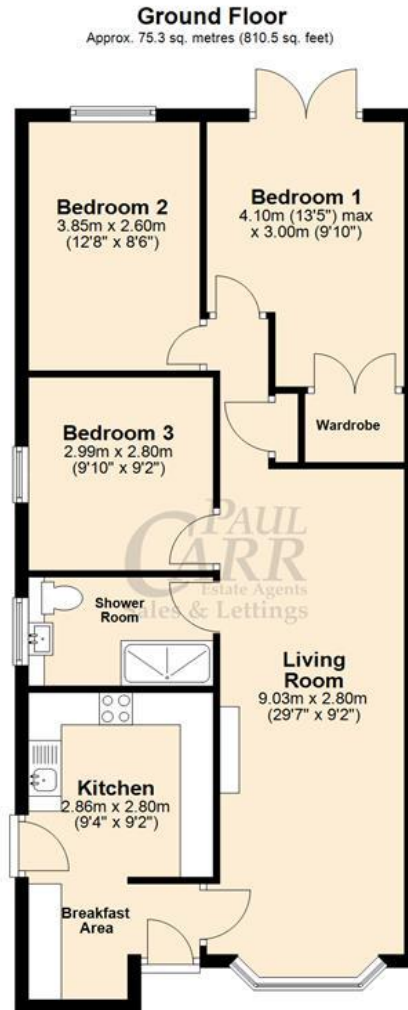 Ground Floor
Approx. 75.3 sq. metres (810.5 sq. feet)
Bedroom 2
3.85m x 2.60m
(12'8" x 8'6")
Bedroom 1
4.10m (13'5") max
x 3.00m (9'10")
Wardrobe
Bedroom 3
2.99m x 2.80m
(9'10" x 9'2")
PAUL
CARR
Estate Agents
Sales & Lettings
Shower
Room
Living
Room
9.03m x 2.80m
(29'7" x 9'2")
Kitchen
2.86m x 2.80m
(9'4" x 9'2")
Breakfast
Area